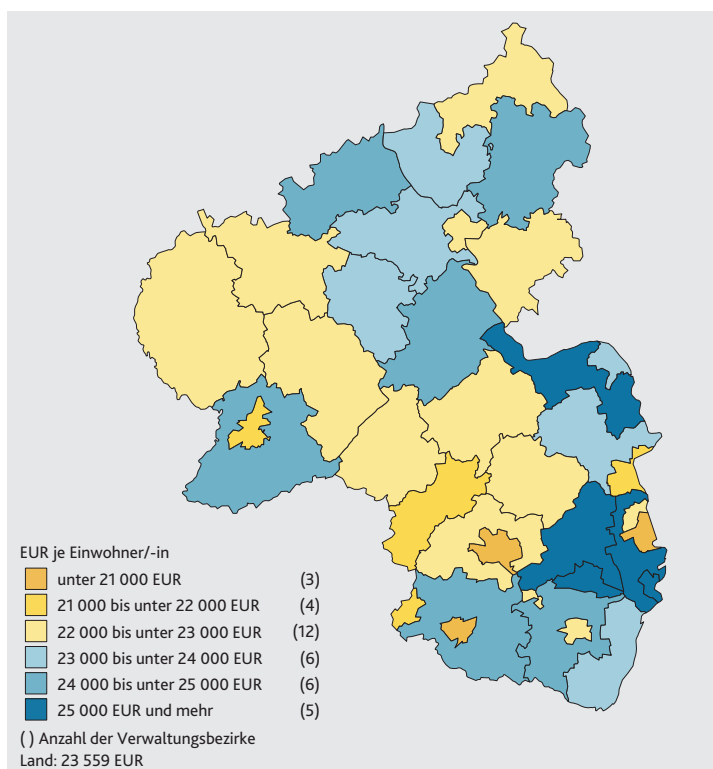 EUR je Einwohner/-in
unter 21 000 EUR (3)
21 000 bis unter 22 000 EUR (4)
22 000 bis unter 23 000 EUR (12)
23 000 bis unter 24 000 EUR (6)
24 000 bis unter 25 000 EUR (6)
25 000 EUR und mehr (5)
( ) Anzahl der Verwaltungsbezirke
Land: 23 559 EUR